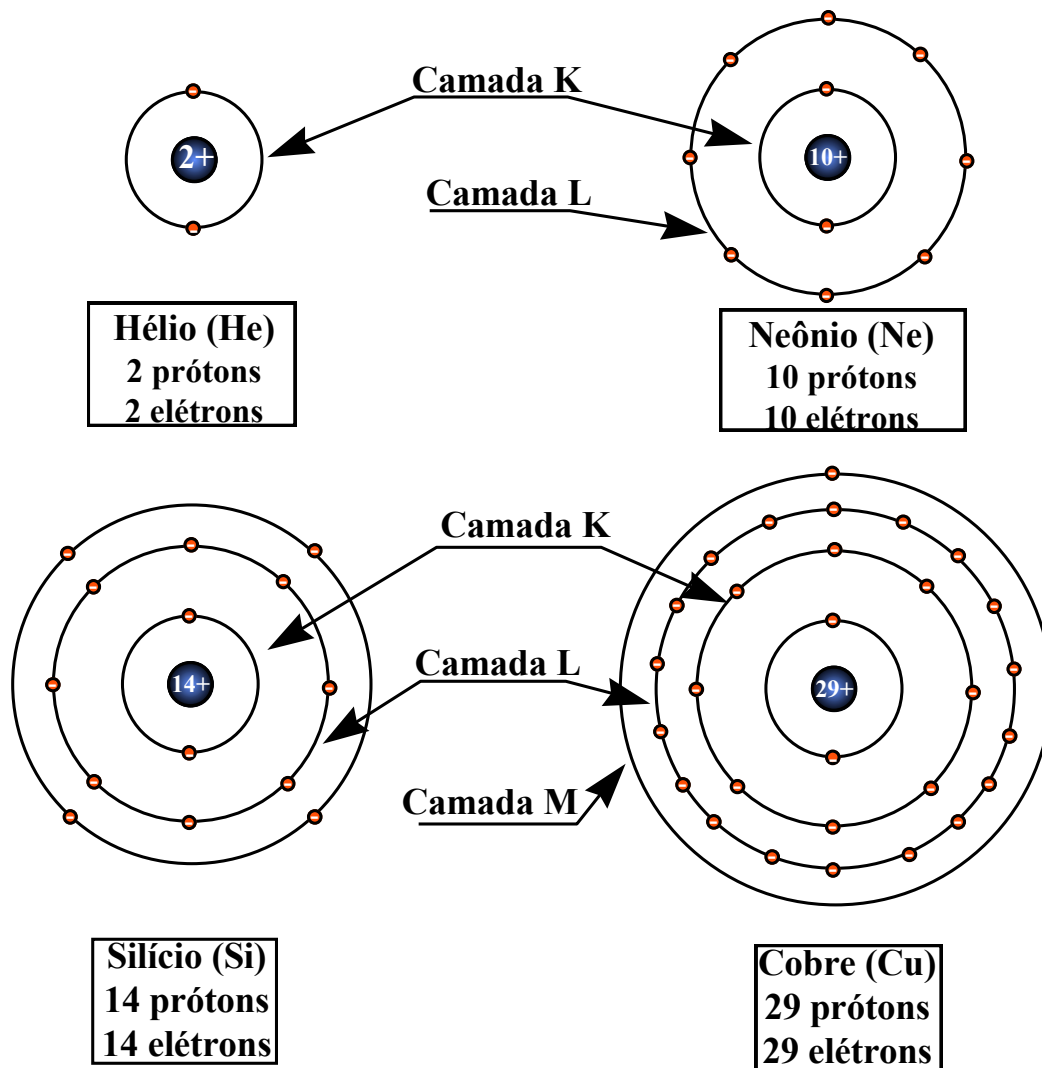 Camada K
2+
10+
Camada L
Hélio (He)
2 prótons
2 elétrons
Neônio (Ne)
10 prótons
10 elétrons
Camada K
14+
Camada L
29+
Camada M
Silício (Si)
14 prótons
14 elétrons
Cobre (Cu)
29 prótons
29 elétrons